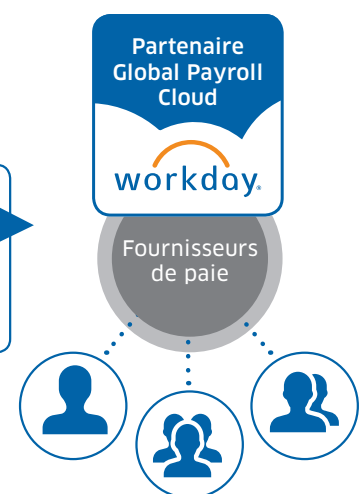 Partenaire
Global Payroll
Cloud
workday.
Fournisseurs
de paie